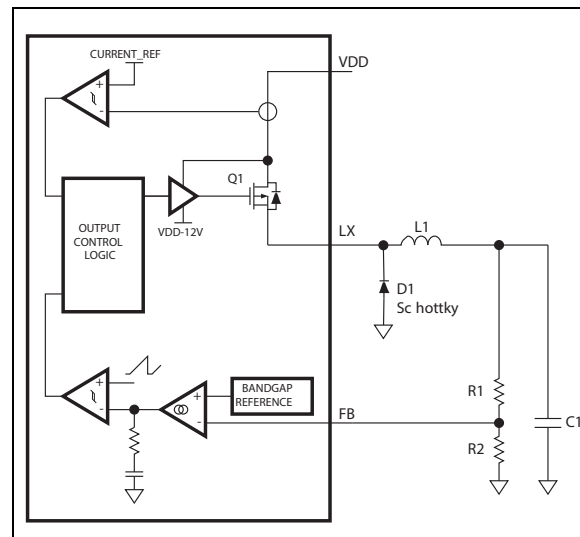 CURRENT_REF
VDD
+
-
Q1
OUTPUT
CONTROL
LOGIC
VDD-12V
LX
L1
D1
Sc hottky
+
-
BANDGAP
REFERENCE
+
-
FB
R1
R2
C1